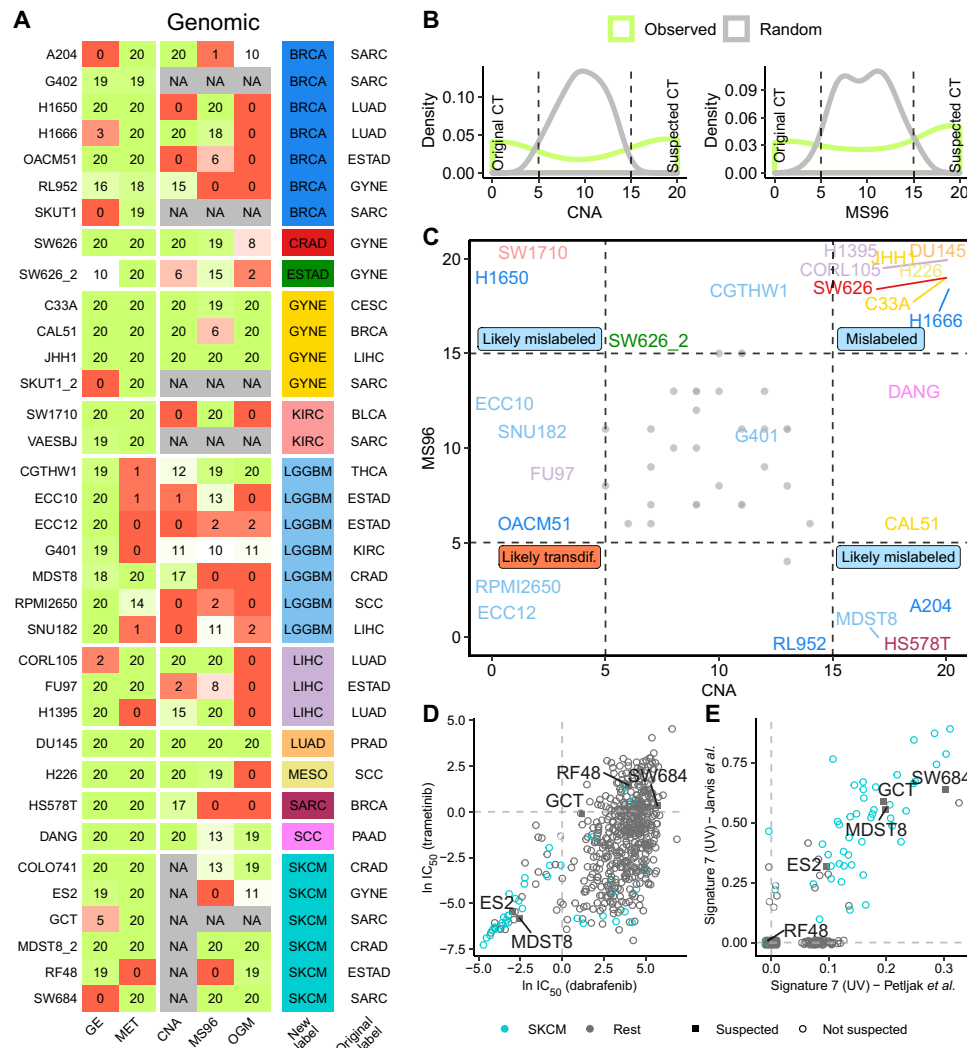 A
Genomic
A204 0 20 20 1 10 BRCA SARC
G402 19 19 NA NA NA BRCA SARC
H1650 20 20 0 20 0 BRCA LUAD
H1666 3 20 20 18 0 BRCA LUAD
OACM51 20 20 0 6 0 BRCA ESTAD
RL952 16 18 15 0 0 BRCA GYNE
SKUT1 0 19 NA NA NA BRCA SARC
SW626 20 20 20 19 8 CRAD GYNE
SW626_2 10 20 6 15 2 ESTAD GYNE
C33A 20 20 20 19 20 GYNE CESC
CAL51 20 20 20 6 20 GYNE BRCA
JHH1 20 20 20 20 20 GYNE LIHC
SKUT1_2 0 20 NA NA NA GYNE SARC
SW1710 20 20 0 20 0 KIRC BLCA
VAESBJ 19 20 NA NA NA KIRC SARC
CGTHW1 19 1 12 19 20 LGGBM THCA
ECC10 20 1 1 13 0 LGGBM ESTAD
ECC12 20 0 0 2 2 LGGBM ESTAD
G401 19 0 11 10 11 LGGBM KIRC
MDST8 18 20 17 0 0 LGGBM CRAD
RPMI2650 20 14 0 2 0 LGGBM SCC
SNU182 20 1 0 11 2 LGGBM LIHC
CORL105 2 20 20 20 0 LIHC LUAD
FU97 20 20 2 8 0 LIHC ESTAD
H1395 20 0 15 20 0 LIHC LUAD
DU145 20 20 20 20 20 LUAD PRAD
H226 20 20 20 19 0 MESO SCC
HS578T 20 20 17 0 0 SARC BRCA
DANG 20 20 20 13 19 SCC PAAD
COLO741 20 20 NA 13 19 SKCM CRAD
ES2 19 20 NA 0 11 SKCM GYNE
GCT 5 20 NA NA NA SKCM SARC
MDST8_2 20 20 NA 20 20 SKCM CRAD
RF48 19 0 NA 0 19 SKCM ESTAD
SW684 0 20 NA 20 20 SKCM SARC
GE MET CNA MS96 OGM New label Original label
B
Observed Random
Density
0.10
0.05
0.00
Original CT
Suspected CT
0 5 10 15 20
CNA
Density
0.09
0.06
0.03
0.00
Original CT
Suspected CT
0 5 10 15 20
MS96
C
MS96
20
15
10
5
0
SW1710
H1395
DU145
JHH1
CORL105
H226
H1650
CGTHW1
SW626
C33A
H1666
Likely mislabeled
SW626_2
Mislabeled
ECC10
DANG
SNU182
G401
FU97
OACM51
CAL51
Likely transdif.
Likely mislabeled
RPMI2650
ECC12
A204
MDST8
RL952
HS578T
0 5 10 15 20
CNA
D
ln IC50 (trametinib)
5.0
2.5
0.0
−2.5
−5.0
−7.5
RF48
SW684
GCT
ES2
MDST8
−5.0 −2.5 0.0 2.5 5.0
ln IC50 (dabrafenib)
E
Signature 7 (UV) − Jarvis et al.
0.75
0.50
0.25
0.00
SW684
GCT
MDST8
ES2
RF48
0.0 0.1 0.2 0.3
Signature 7 (UV) − Petljak et al.
SKCM Rest Suspected Not suspected